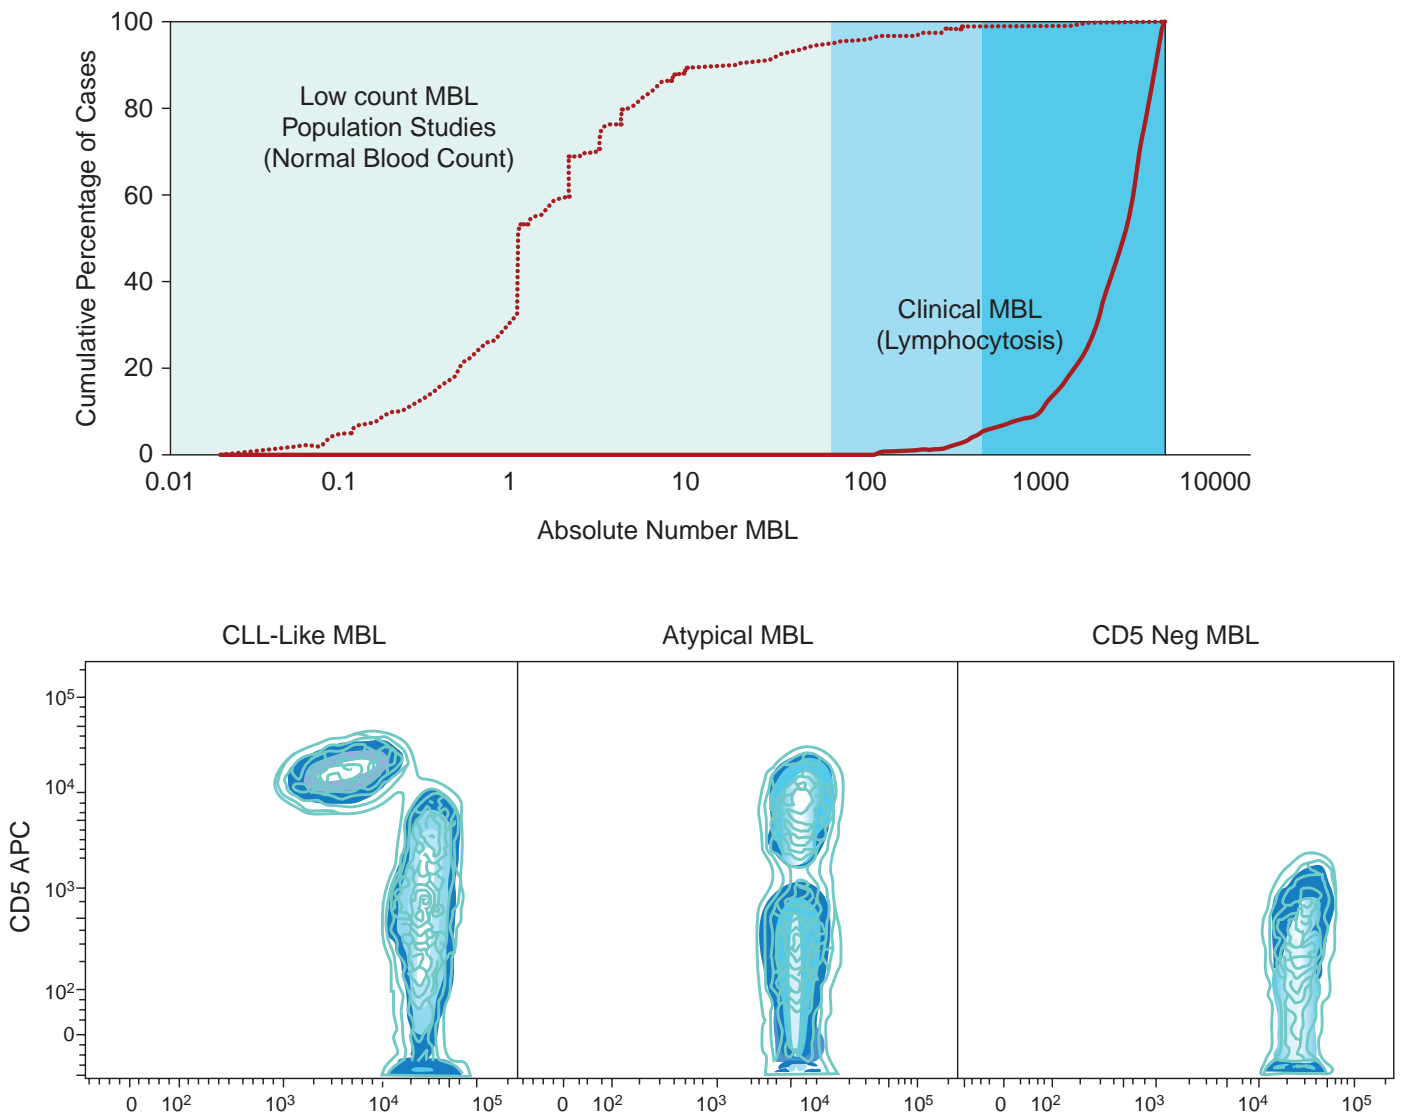 100
80
60
40
20
0
Cumulative Percentage of Cases
Low count MBL
Population Studies
(Normal Blood Count)
Clinical MBL
(Lymphocytosis)
0.01 0.1 1 10 100 1000 10000
Absolute Number MBL
CLL-Like MBL Atypical MBL CD5 Neg MBL
10⁵
10⁴
10³
10²
0
CD5 APC
0 10² 10³ 10⁴ 10⁵ 0 10² 10³ 10⁴ 10⁵ 0 10² 10³ 10⁴ 10⁵